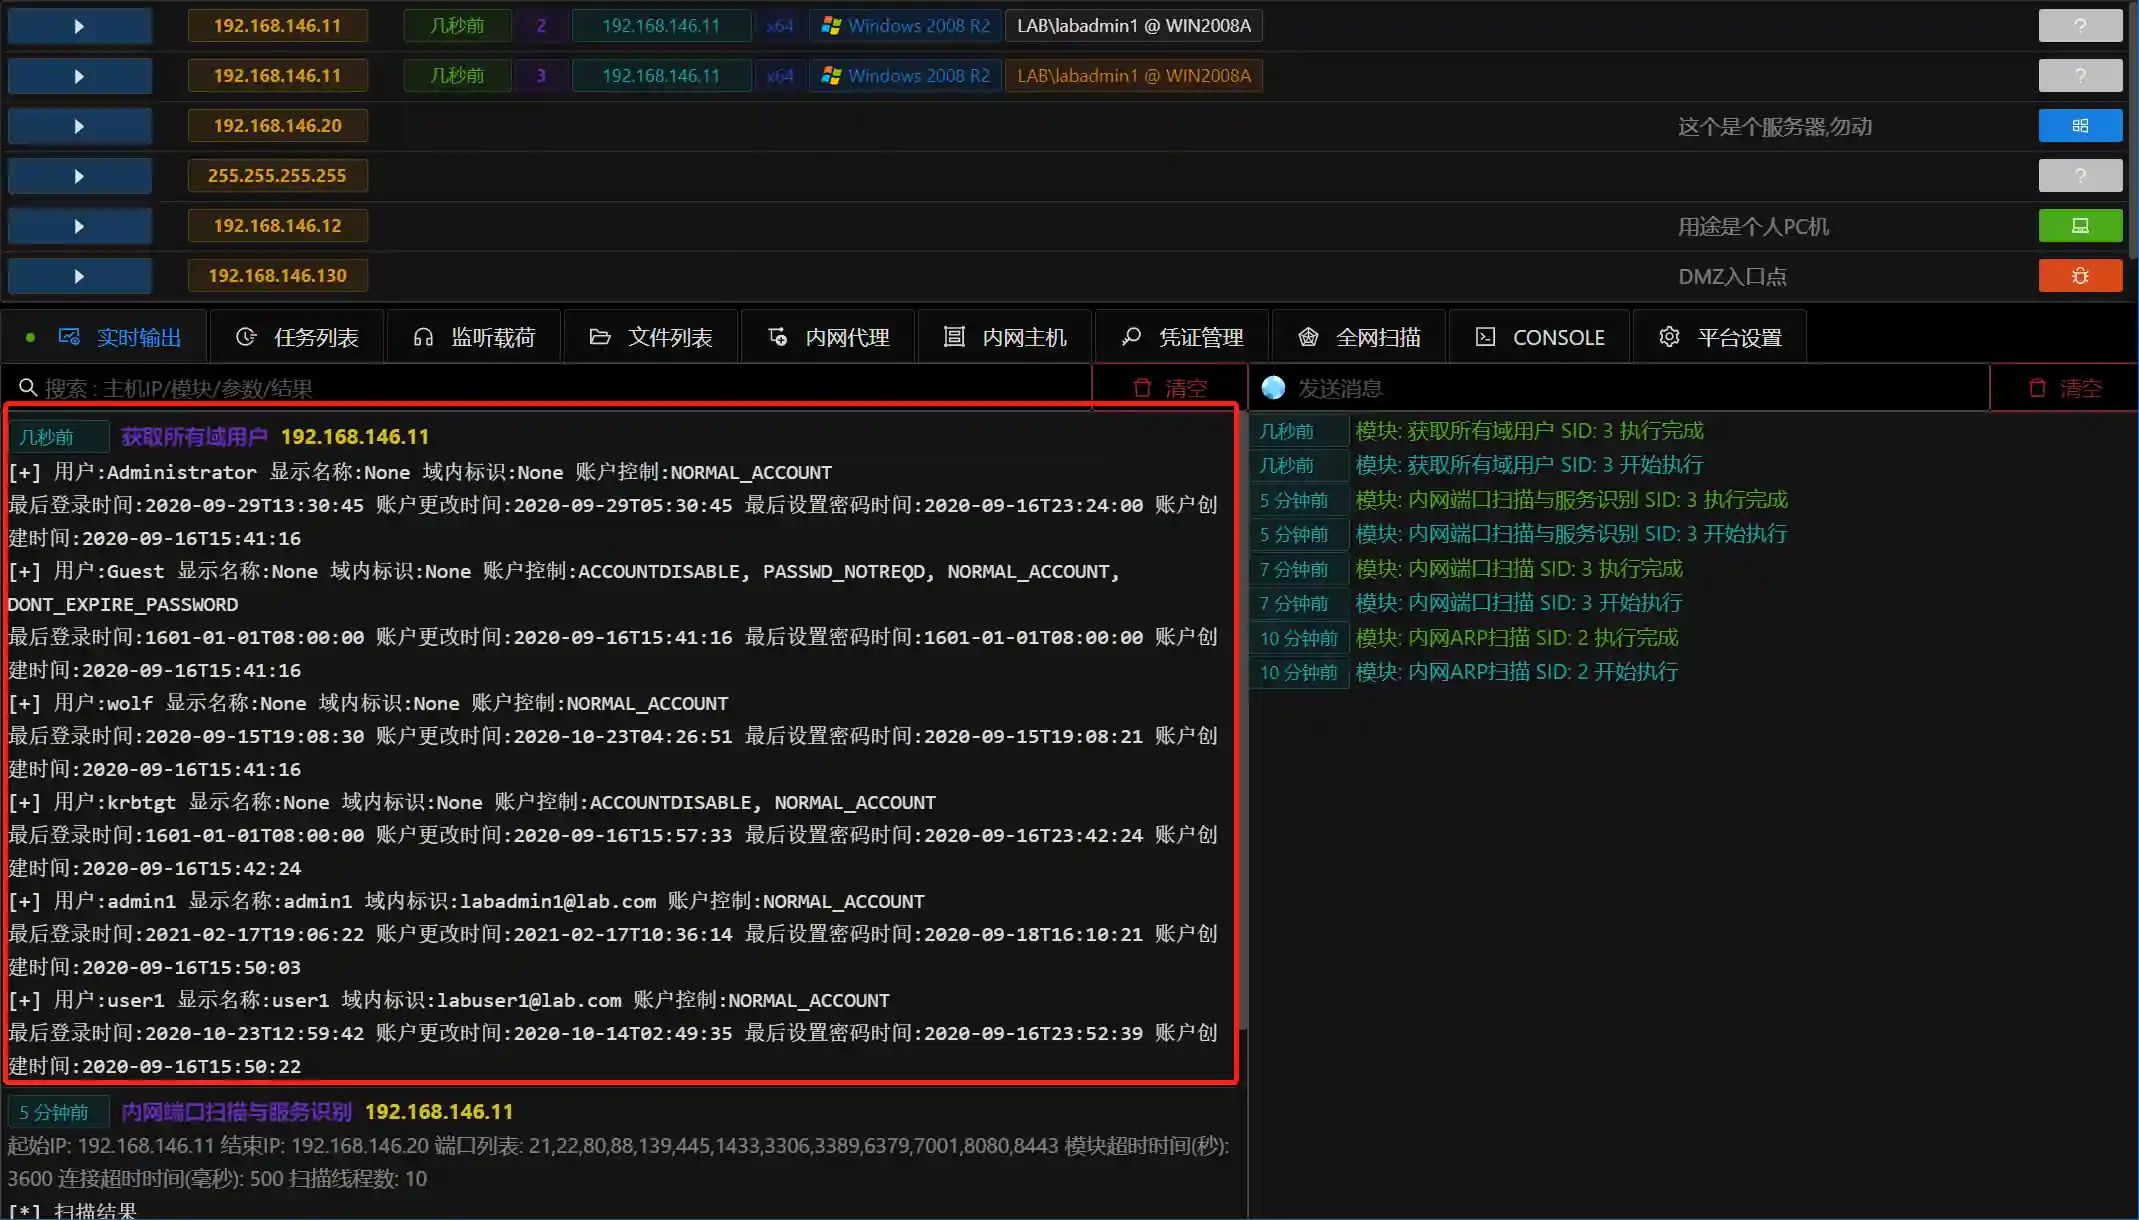 192.168.146.11 几秒前 2 192.168.146.11 x64 Windows 2008 R2 LAB\labadmin1 @ WIN2008A ?
192.168.146.11 几秒前 3 192.168.146.11 x64 Windows 2008 R2 LAB\labadmin1 @ WIN2008A ?
192.168.146.20 这个是个服务器,勿动
255.255.255.255 ?
192.168.146.12 用途是个人PC机
192.168.146.130 DMZ入口点
实时输出 任务列表 监听载荷 文件列表 内网代理 内网主机 凭证管理 全网扫描 CONSOLE 平台设置
搜索 : 主机IP/模块/参数/结果 清空
几秒前 获取所有域用户 192.168.146.11
[+] 用户:Administrator 显示名称:None 域内标识:None 账户控制:NORMAL_ACCOUNT
最后登录时间:2020-09-29T13:30:45 账户更改时间:2020-09-29T05:30:45 最后设置密码时间:2020-09-16T23:24:00 账户创
建时间:2020-09-16T15:41:16
[+] 用户:Guest 显示名称:None 域内标识:None 账户控制:ACCOUNTDISABLE, PASSWD_NOTREQD, NORMAL_ACCOUNT,
DONT_EXPIRE_PASSWORD
最后登录时间:1601-01-01T08:00:00 账户更改时间:2020-09-16T15:41:16 最后设置密码时间:1601-01-01T08:00:00 账户创
建时间:2020-09-16T15:41:16
[+] 用户:wolf 显示名称:None 域内标识:None 账户控制:NORMAL_ACCOUNT
最后登录时间:2020-09-15T19:08:30 账户更改时间:2020-10-23T04:26:51 最后设置密码时间:2020-09-15T19:08:21 账户创
建时间:2020-09-16T15:41:16
[+] 用户:krbtgt 显示名称:None 域内标识:None 账户控制:ACCOUNTDISABLE, NORMAL_ACCOUNT
最后登录时间:1601-01-01T08:00:00 账户更改时间:2020-09-16T15:57:33 最后设置密码时间:2020-09-16T23:42:24 账户创
建时间:2020-09-16T15:42:24
[+] 用户:admin1 显示名称:admin1 域内标识:labadmin1@lab.com 账户控制:NORMAL_ACCOUNT
最后登录时间:2021-02-17T19:06:22 账户更改时间:2021-02-17T10:36:14 最后设置密码时间:2020-09-18T16:10:21 账户创
建时间:2020-09-16T15:50:03
[+] 用户:user1 显示名称:user1 域内标识:labuser1@lab.com 账户控制:NORMAL_ACCOUNT
最后登录时间:2020-10-23T12:59:42 账户更改时间:2020-10-14T02:49:35 最后设置密码时间:2020-09-16T23:52:39 账户创
建时间:2020-09-16T15:50:22
5 分钟前 内网端口扫描与服务识别 192.168.146.11
起始IP: 192.168.146.11 结束IP: 192.168.146.20 端口列表: 21,22,80,88,139,445,1433,3306,3389,6379,7001,8080,8443 模块超时时间(秒):
3600 连接超时时间(毫秒): 500 扫描线程数: 10
[*] 扫描结果
发送消息 清空
几秒前 模块: 获取所有域用户 SID: 3 执行完成
几秒前 模块: 获取所有域用户 SID: 3 开始执行
5 分钟前 模块: 内网端口扫描与服务识别 SID: 3 执行完成
5 分钟前 模块: 内网端口扫描与服务识别 SID: 3 开始执行
7 分钟前 模块: 内网端口扫描 SID: 3 执行完成
7 分钟前 模块: 内网端口扫描 SID: 3 开始执行
10 分钟前 模块: 内网ARP扫描 SID: 2 执行完成
10 分钟前 模块: 内网ARP扫描 SID: 2 开始执行